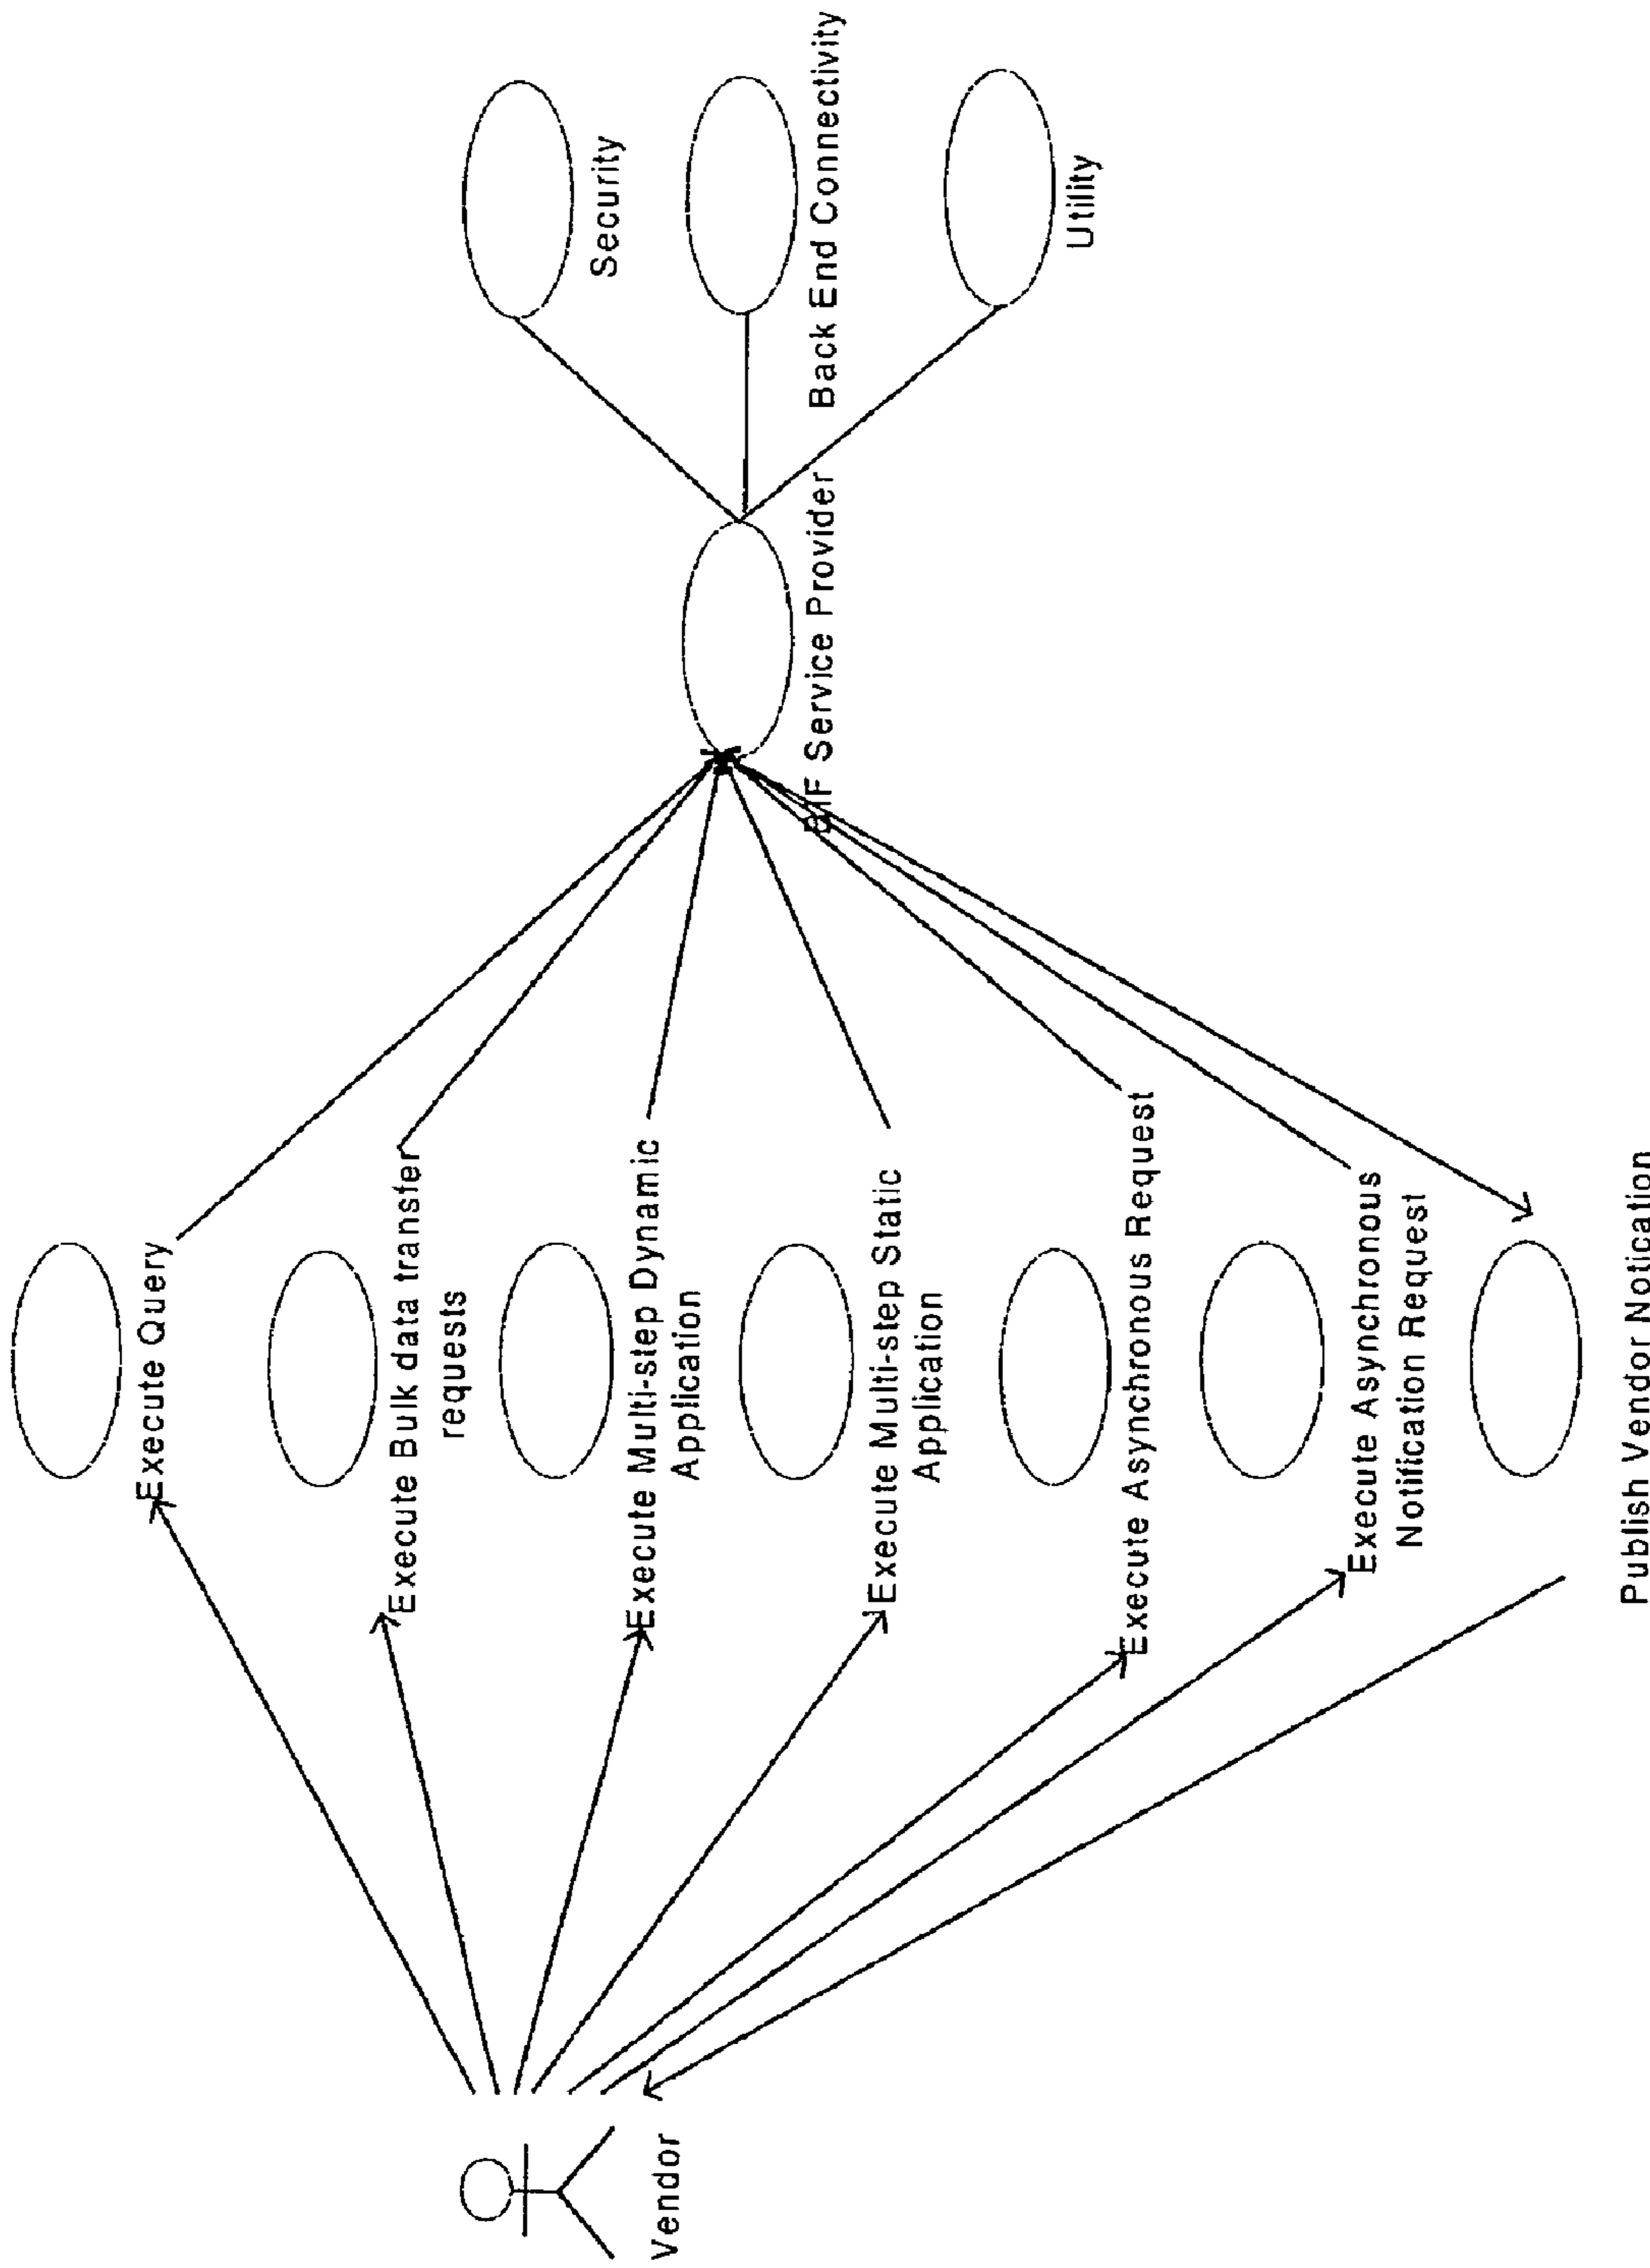 Vendor
Execute Query
Execute Bulk data transfer
requests
Execute Multi-step Dynamic
Application
Execute Multi-step Static
Application
Execute Asynchronous Request
Execute Asynchronous
Notification Request
Publish Vendor Notication
Service Provider
Security
Back End Connectivity
Utility